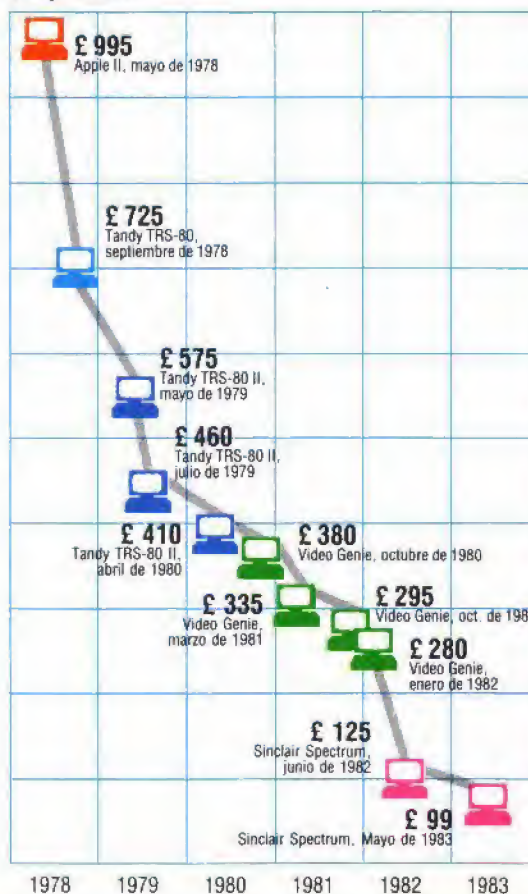 £ 995
Apple II, mayo de 1978
£ 725
Tandy TRS-80,
septiembre de 1978
£ 575
Tandy TRS-80 II,
mayo de 1979
£ 460
Tandy TRS-80 II,
julio de 1979
£ 410
Tandy TRS-80 II,
abril de 1980
£ 380
Video Genie, octubre de 1980
£ 335
Video Genie,
marzo de 1981
£ 295
Video Genie, oct. de
£ 280
Video Genie,
enero de 1982
£ 125
Sinclair Spectrum,
junio de 1982
£ 99
Sinclair Spectrum, Mayo de 1983
1978 1979 1980 1981 1982 1983